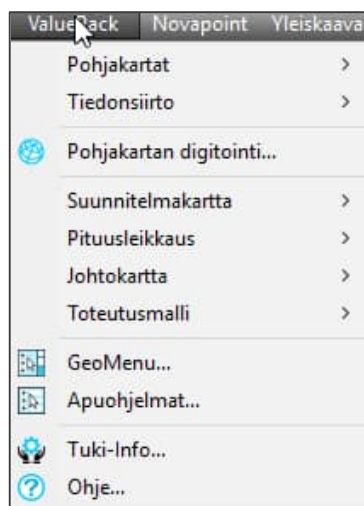 ValuePack Novapoint Yleiskaava
Pohjakartat
Tiedonsiirto
Pohjakartan digitointi...
Suunnitelmakartta
Pituusleikkaus
Johtokartta
Toteutusmalli
GeoMenu...
Apuohjelmat...
Tuki-Info...
Ohje...